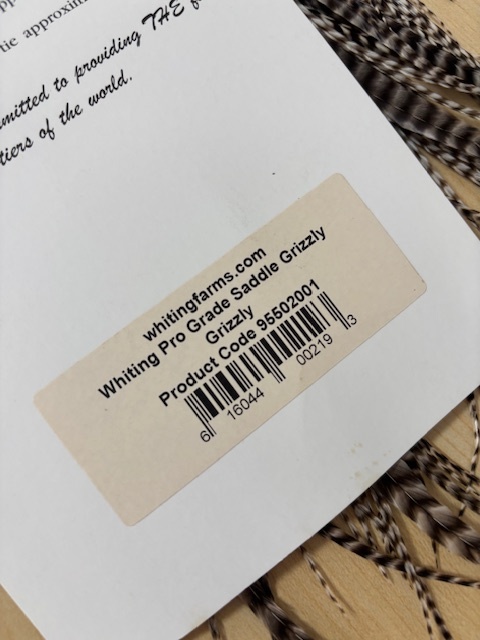 tic approxim
mitted to providing THE
tiers of the world.
whitingfarms.com
Whiting Pro Grade Saddle Grizzly
Grizzly
Product Code 95502001
6 16044 00219 3